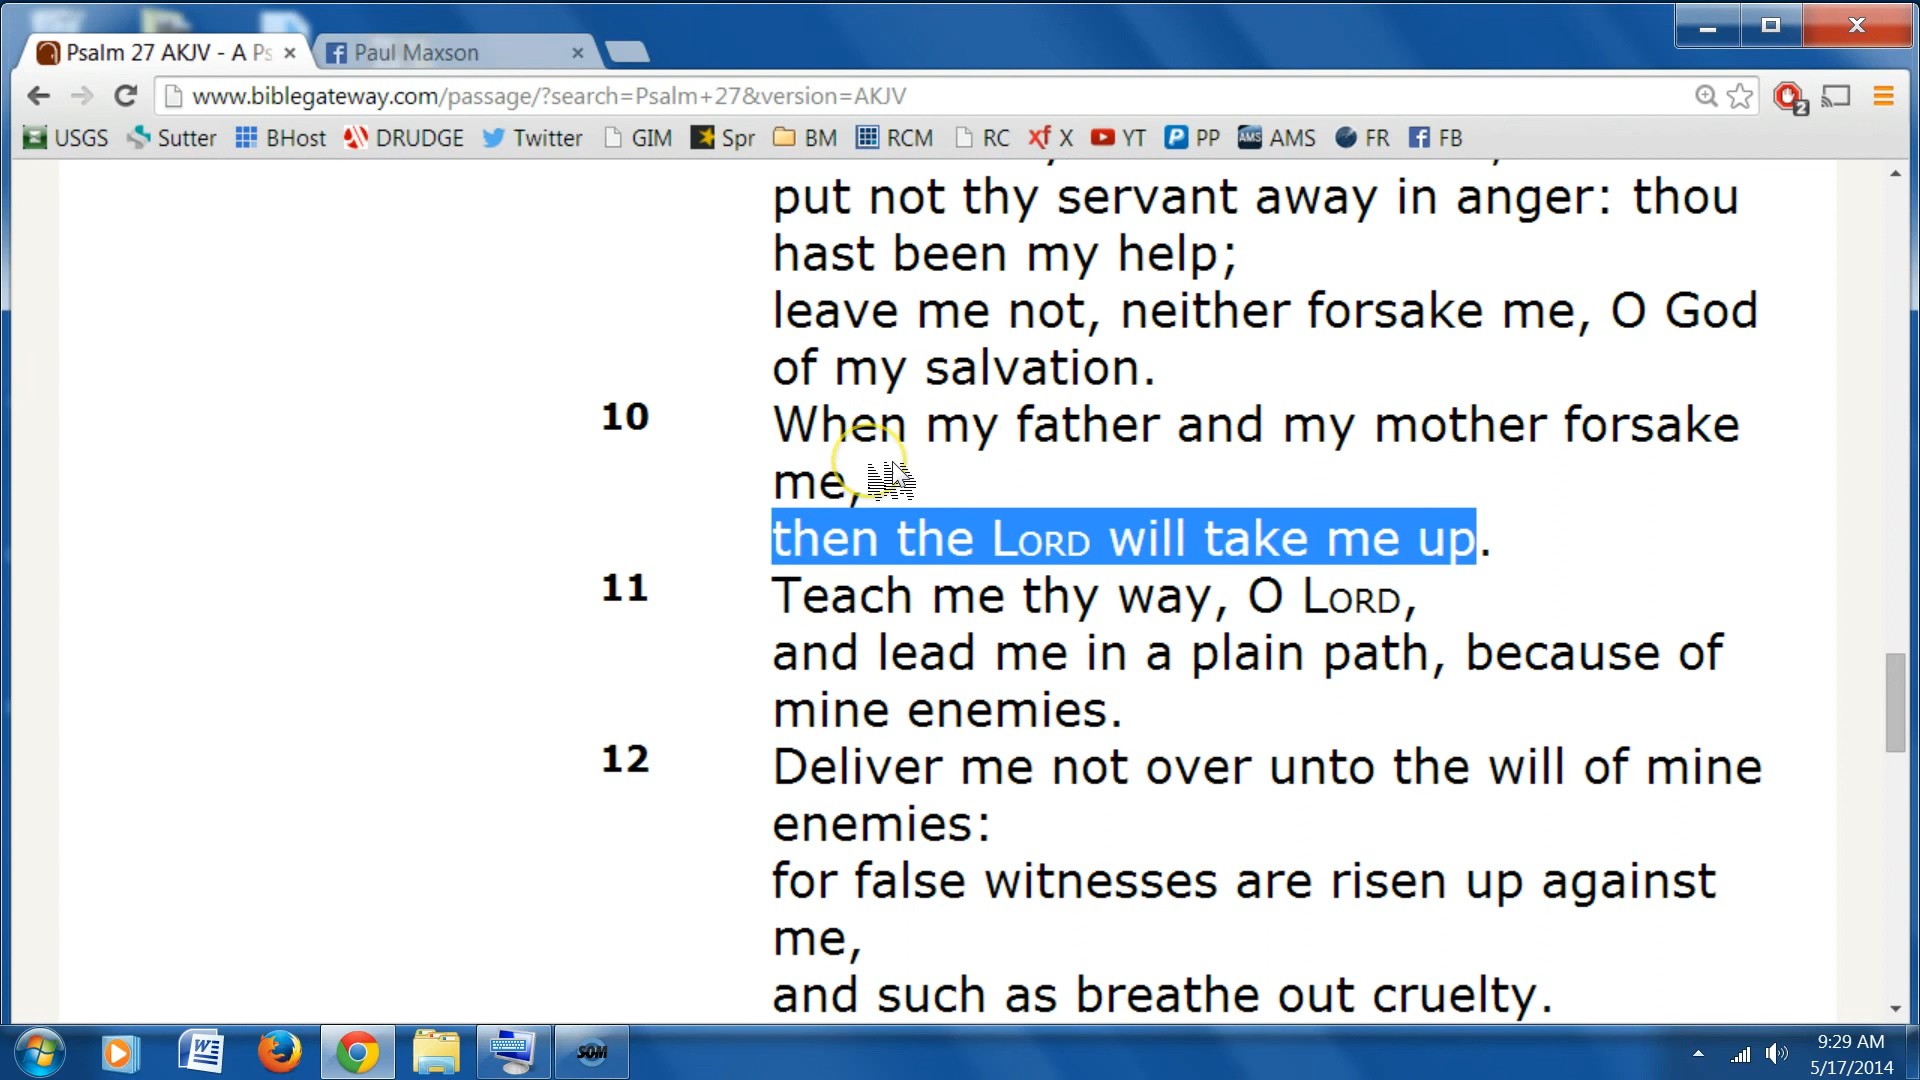 Psalm 27 AKJV - A Ps
Paul Maxson
www.biblegateway.com/passage/?search=Psalm+27&version=AKJV
2
USGS Sutter BHost DRUDGE Twitter GIM Spr BM RCM RC X YT PP AMS FR FB
put not thy servant away in anger: thou
hast been my help;
leave me not, neither forsake me, O God
of my salvation.
10 When my father and my mother forsake
me,
then the LORD will take me up.
11 Teach me thy way, O LORD,
and lead me in a plain path, because of
mine enemies.
12 Deliver me not over unto the will of mine
enemies:
for false witnesses are risen up against
me,
and such as breathe out cruelty.
SOM
9:29 AM
5/17/2014